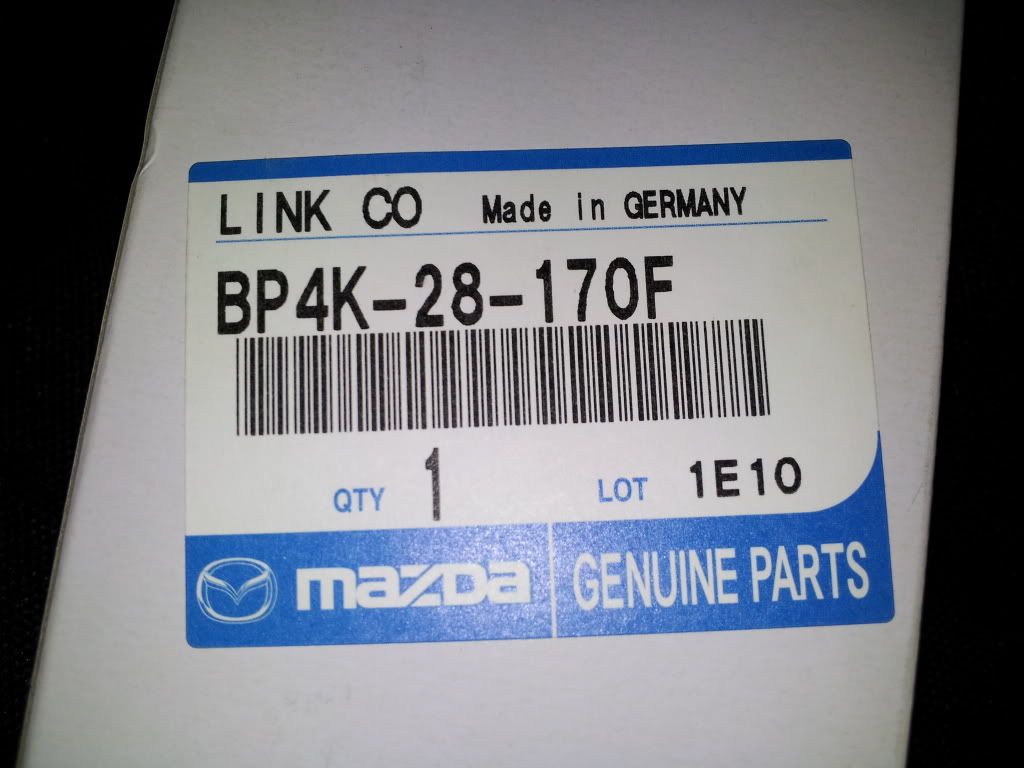 LINK CO Made in GERMANY
BP4K-28-170F
QTY 1 LOT 1E10
mazda GENUINE PARTS